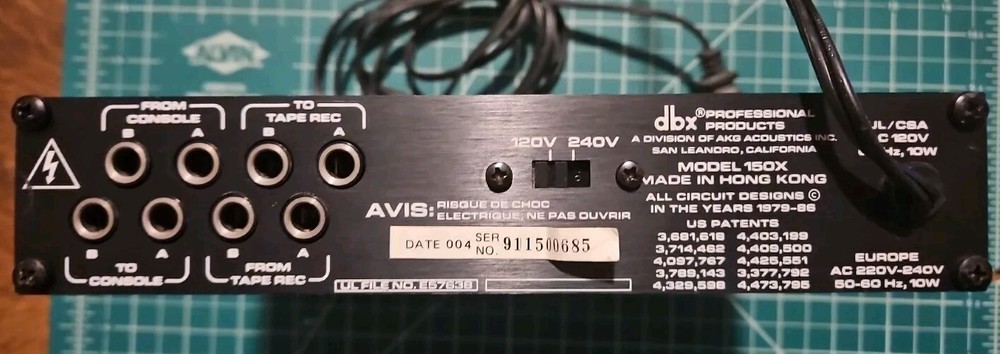 ALVIN
FROM
CONSOLE
B A
TO
TAPE REC
B A
B A
TO
CONSOLE
B A
FROM
TAPE REC
120V 240V
AVIS: RISQUE DE CHOC
ELECTRIQUE, NE PAS OUVRIR
DATE 004 SER NO. 911500685
UL FILE NO. E57638
dbx® PROFESSIONAL
PRODUCTS
A DIVISION OF AKG ACOUSTICS INC.
SAN LEANDRO, CALIFORNIA
MODEL 150X
MADE IN HONG KONG
ALL CIRCUIT DESIGNS ©
IN THE YEARS 1979-86
US PATENTS
3,681,618 4,403,199
3,714,462 4,409,500
4,097,767 4,425,551
3,789,143 3,377,792
4,329,598 4,473,795
/CSA
120V
Hz, 10W
EUROPE
AC 220V-240V
50-60 Hz, 10W